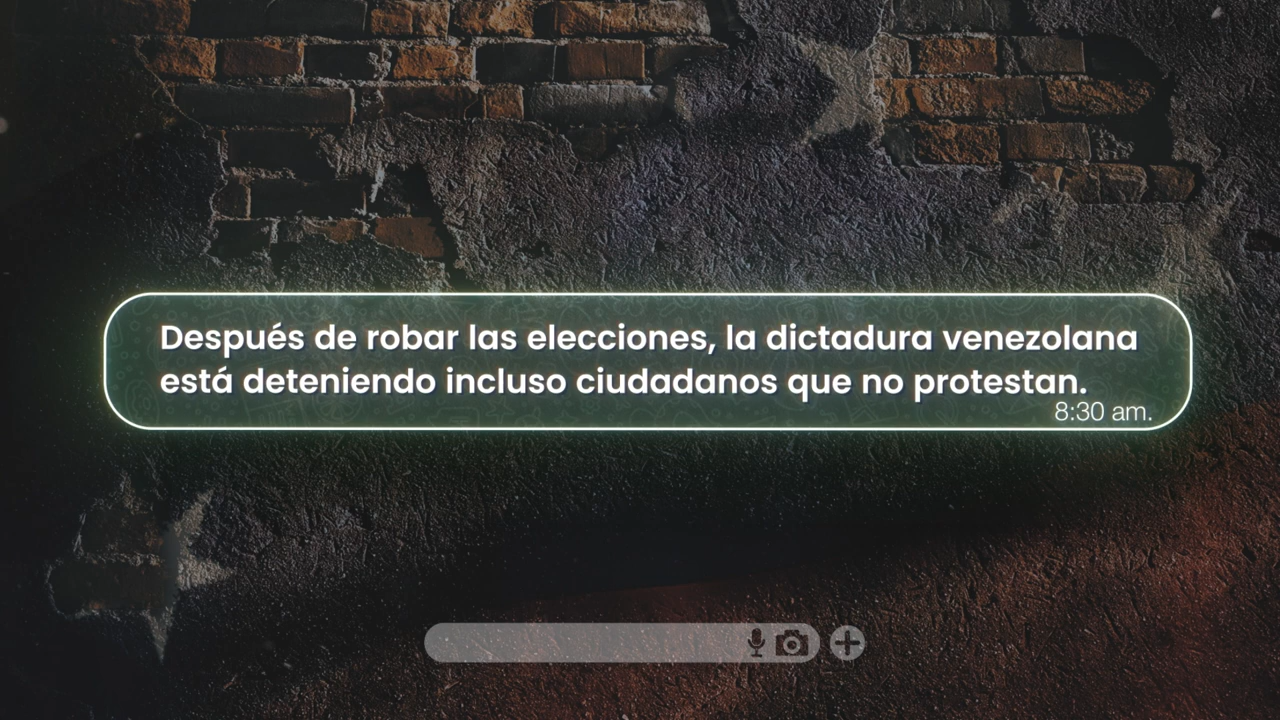 Después de robar las elecciones, la dictadura venezolana
está deteniendo incluso ciudadanos que no protestan.
8:30 am.